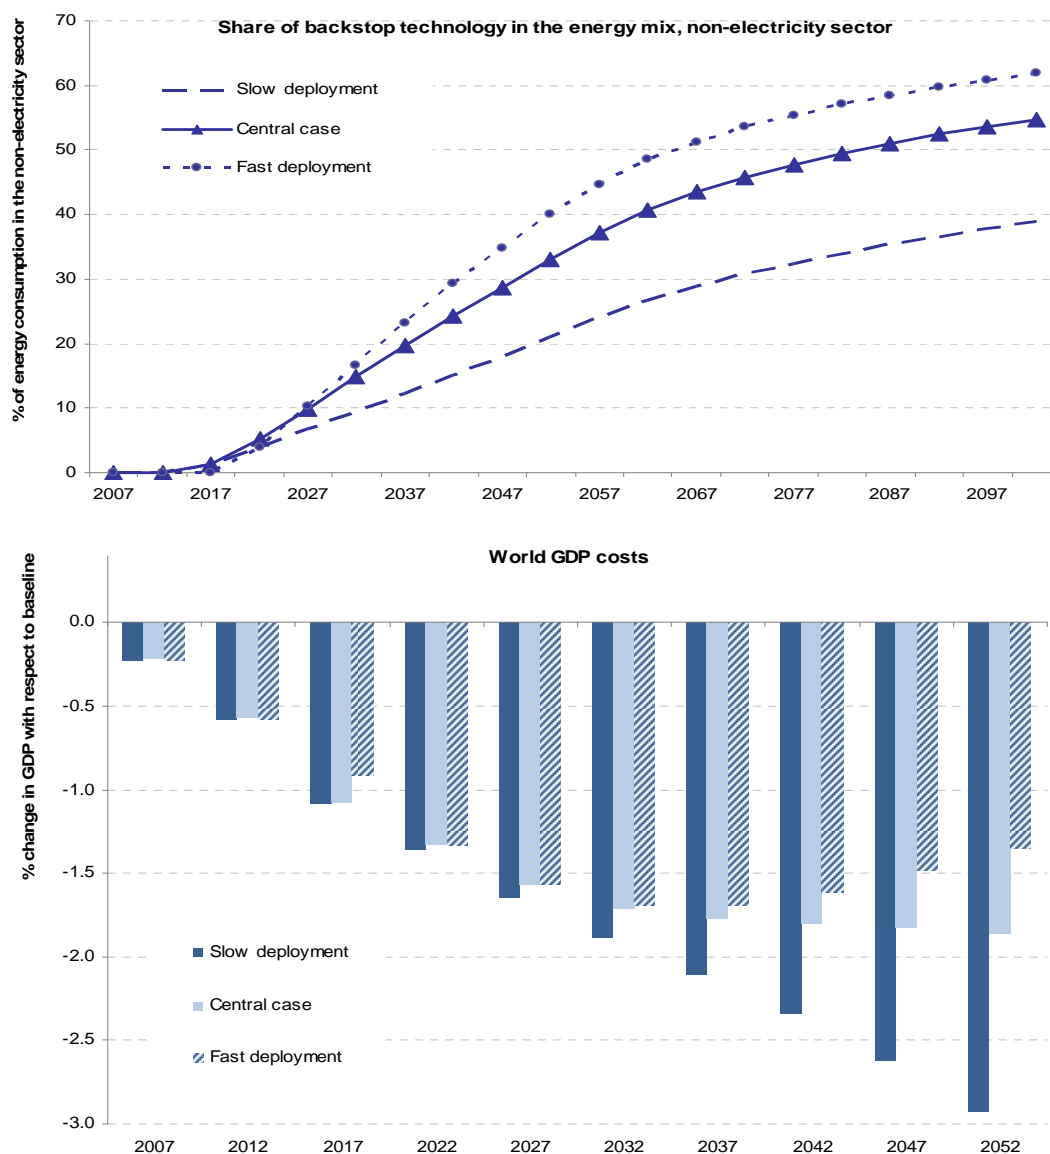 Share of backstop technology in the energy mix, non-electricity sector
% of energy consumption in the non-electricity sector
70
60
50
40
30
20
10
0
Slow deployment
Central case
Fast deployment
2007 2017 2027 2037 2047 2057 2067 2077 2087 2097
World GDP costs
% change in GDP with respect to baseline
0.0
-0.5
-1.0
-1.5
-2.0
-2.5
-3.0
Slow deployment
Central case
Fast deployment
2007 2012 2017 2022 2027 2032 2037 2042 2047 2052